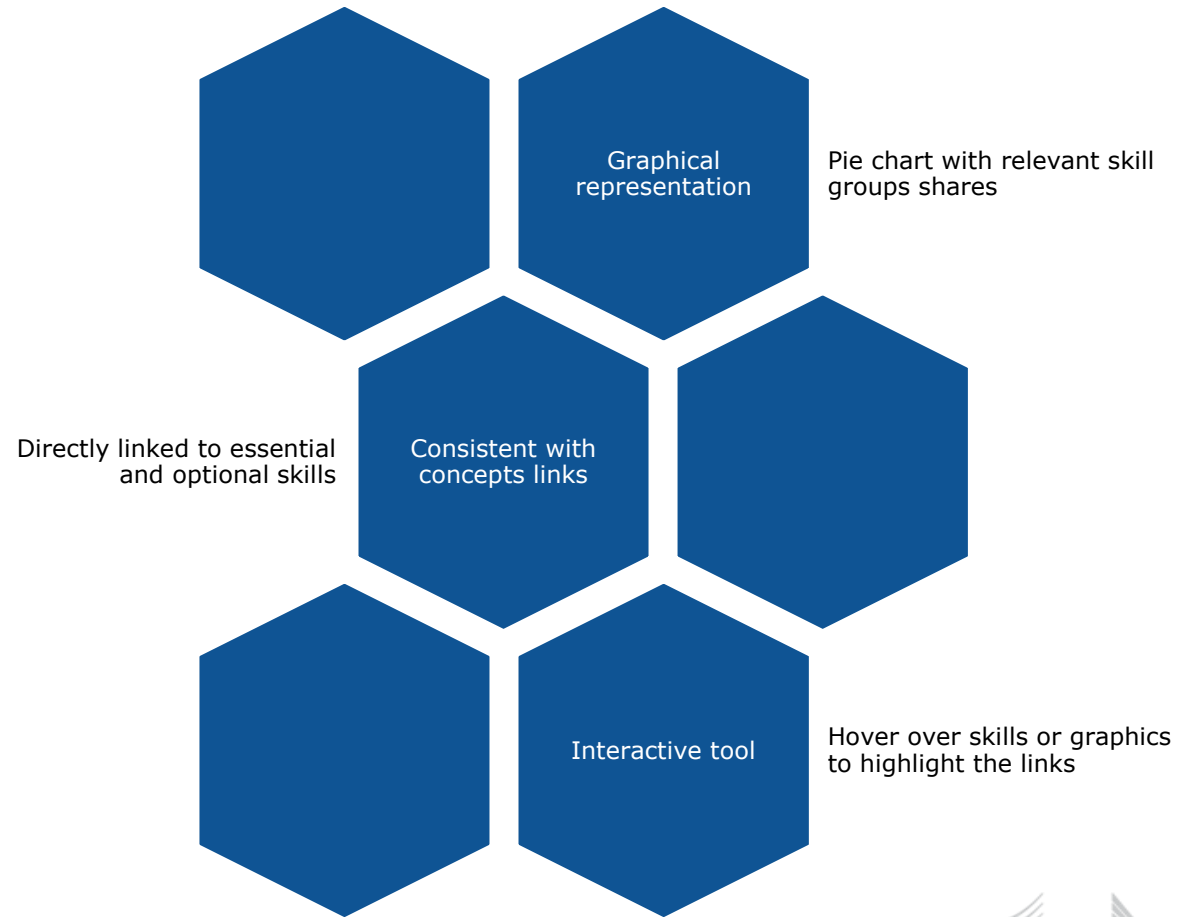 Graphical
representation
Pie chart with relevant skill
groups shares
Directly linked to essential
and optional skills
Consistent with
concepts links
Interactive tool
Hover over skills or graphics
to highlight the links